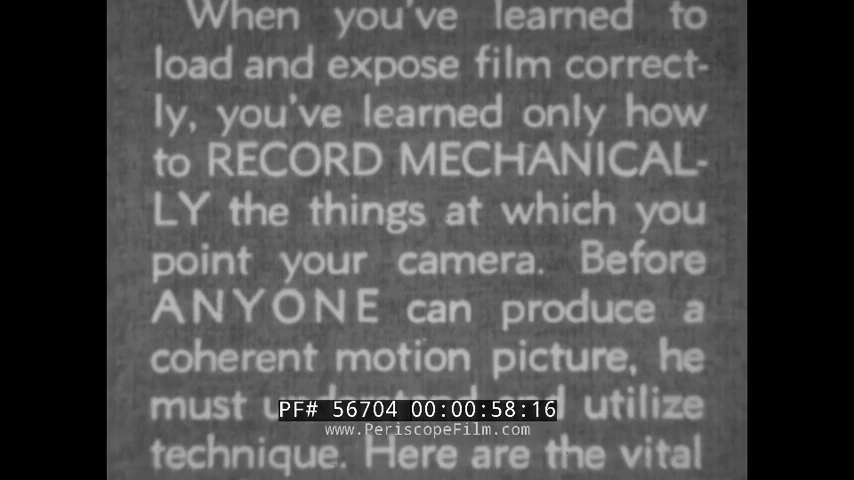 When you've learned to
load and expose film correct-
ly, you've learned only how
to RECORD MECHANICAL-
LY the things at which you
point your camera. Before
ANYONE can produce a
coherent motion picture, he
must understand and utilize
PF# 56704 00:00:58:16
www.PeriscopeFilm.com
technique. Here are the vital